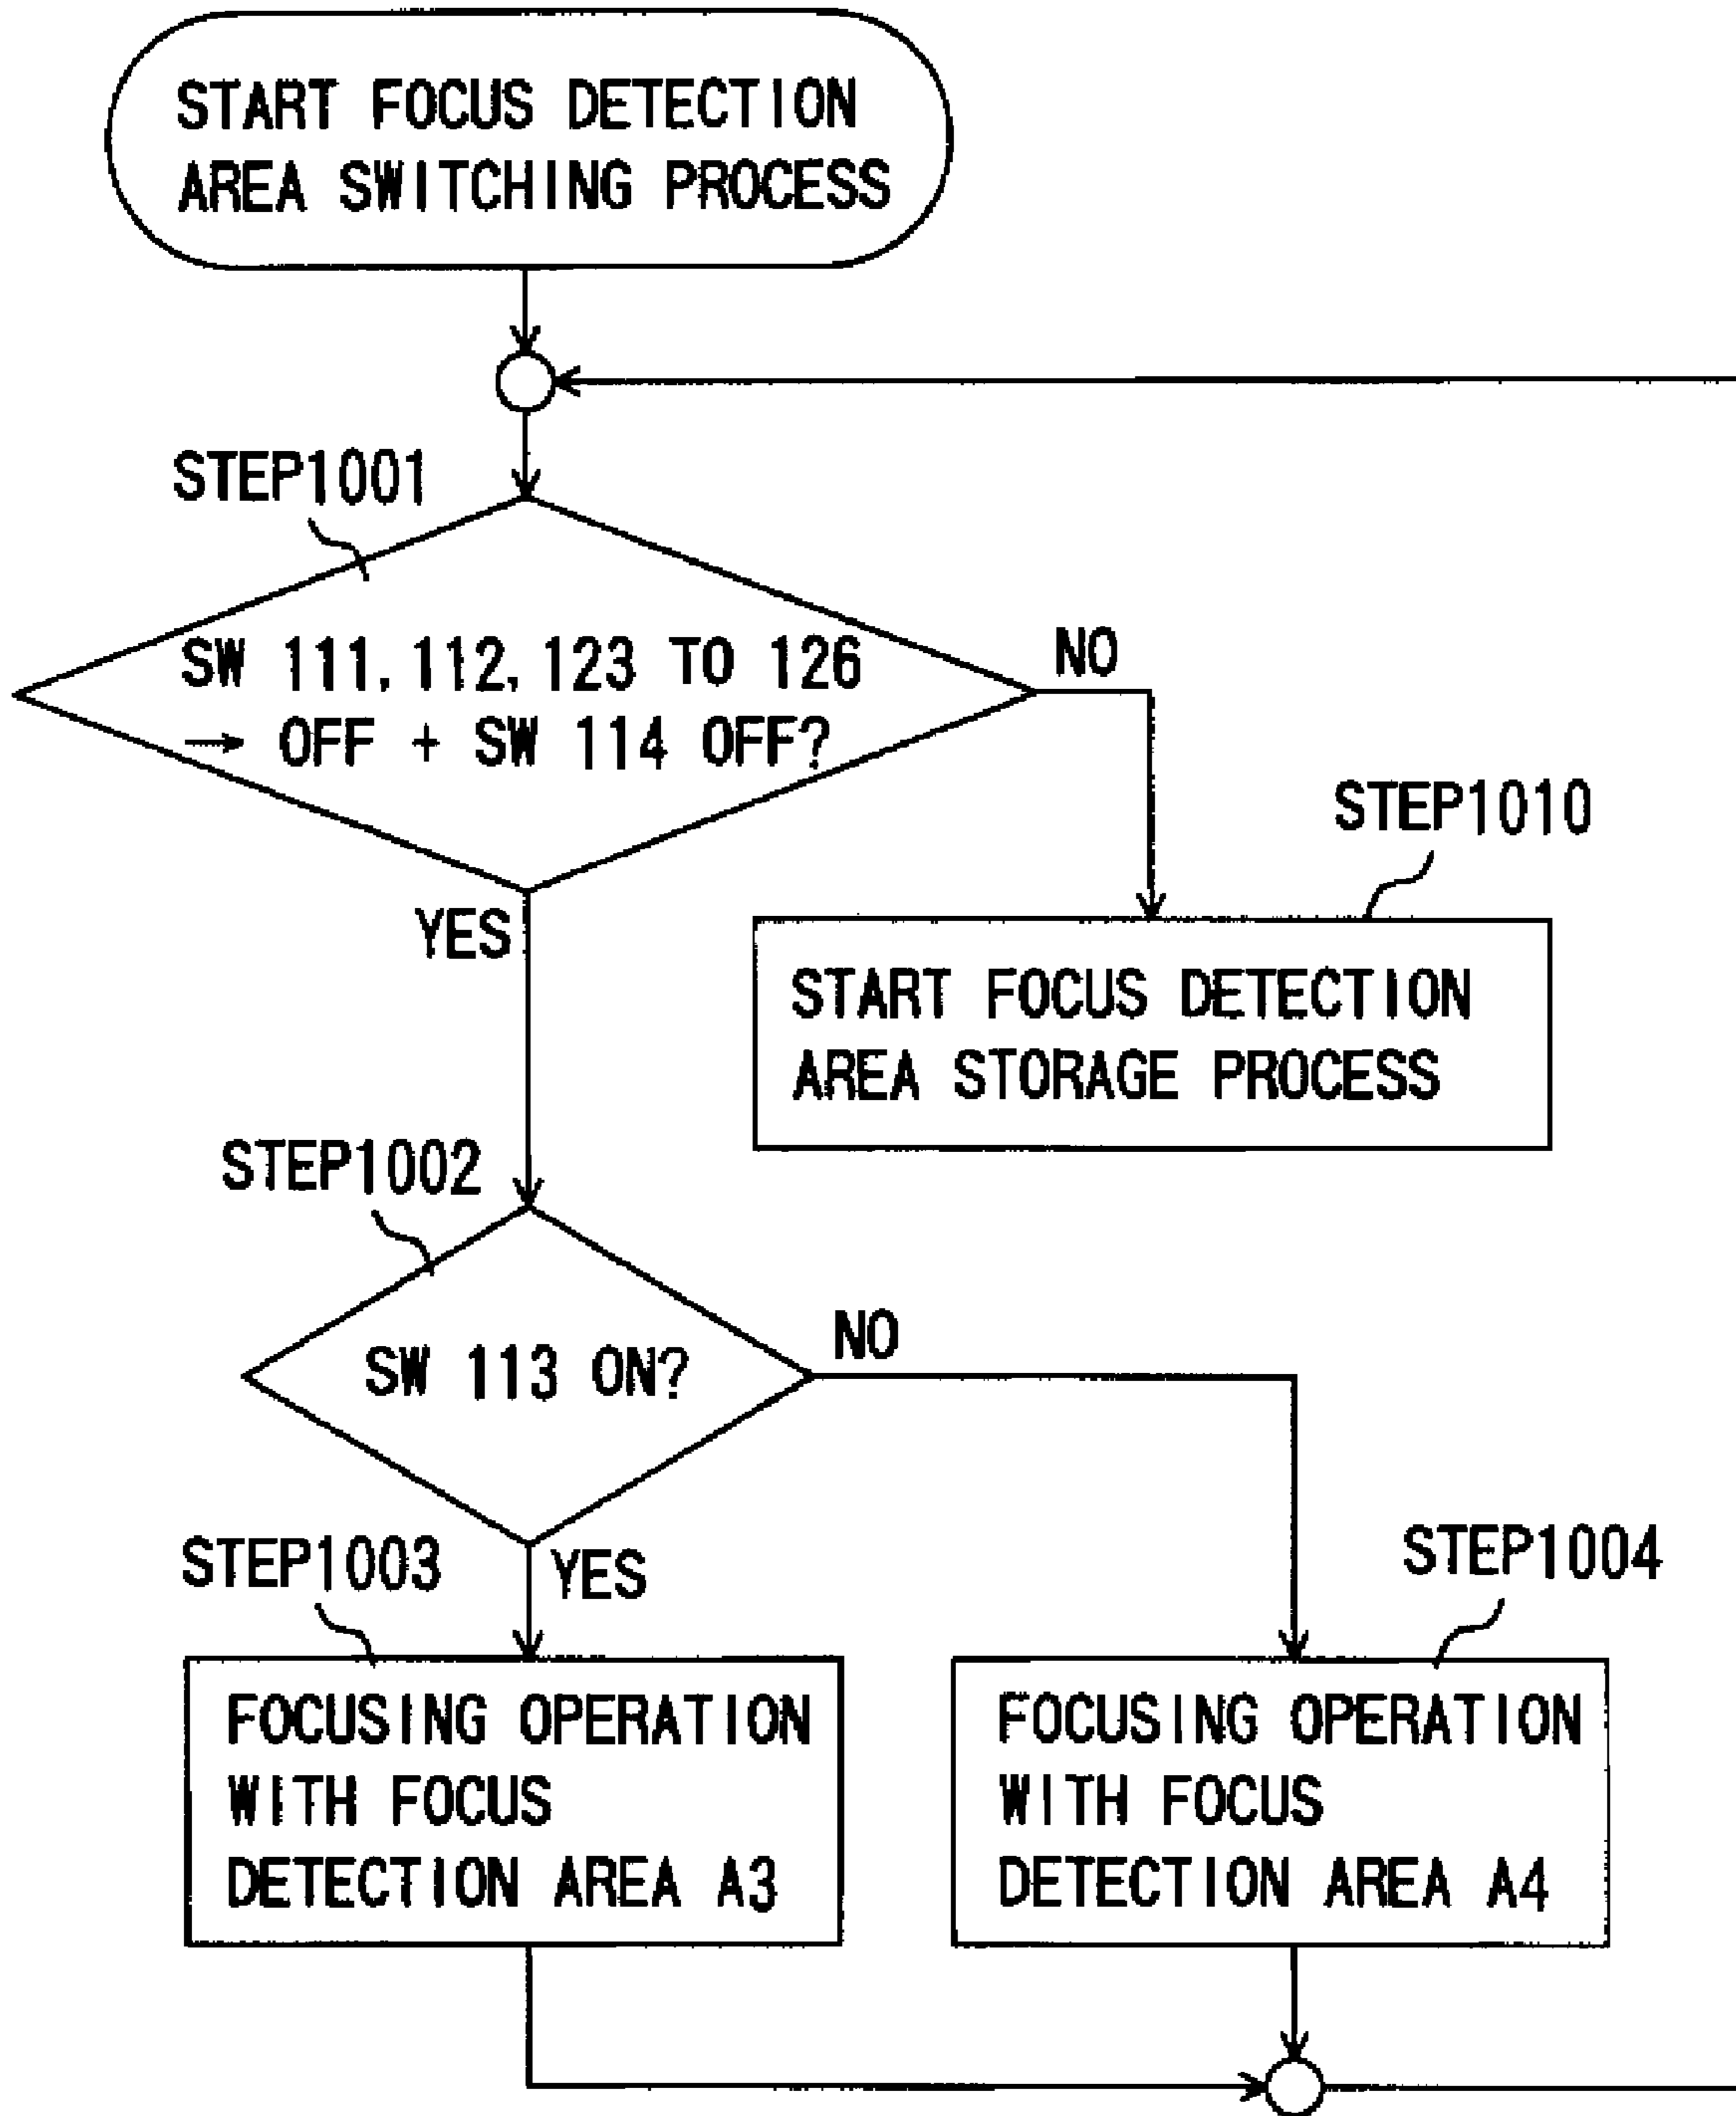 START FOCUS DETECTION
AREA SWITCHING PROCESS
STEP1001
SW 111, 112, 123 TO 126
→ OFF + SW 114 OFF?
NO
STEP1010
YES
START FOCUS DETECTION
AREA STORAGE PROCESS
STEP1002
SW 113 ON?
NO
STEP1003
YES
STEP1004
FOCUSING OPERATION
WITH FOCUS
DETECTION AREA A3
FOCUSING OPERATION
WITH FOCUS
DETECTION AREA A4